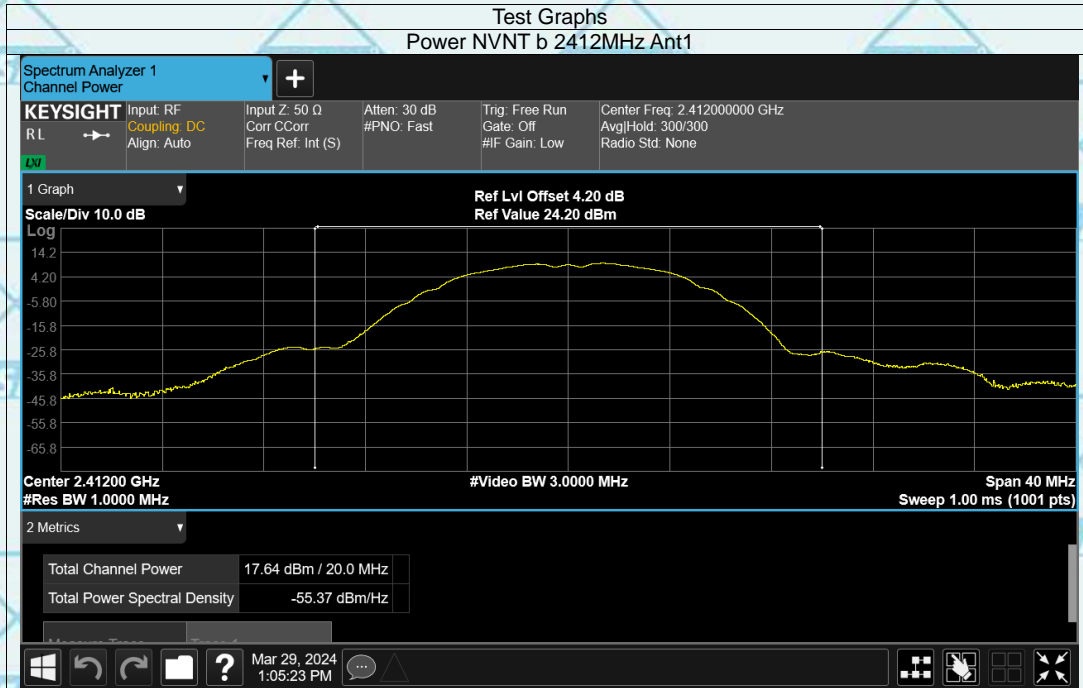 Test Graphs
Power NVNT b 2412MHz Ant1
Spectrum Analyzer 1
Channel Power
KEYSIGHT
R L
LXI
Input: RF
Coupling: DC
Align: Auto
Input Z: 50 Ω
Corr CCorr
Freq Ref: Int (S)
Atten: 30 dB
#PNO: Fast
Trig: Free Run
Gate: Off
#IF Gain: Low
Center Freq: 2.412000000 GHz
Avg|Hold: 300/300
Radio Std: None
1 Graph
Scale/Div 10.0 dB
Ref Lvl Offset 4.20 dB
Ref Value 24.20 dBm
Log
14.2
4.20
-5.80
-15.8
-25.8
-35.8
-45.8
-55.8
-65.8
Center 2.41200 GHz
#Video BW 3.0000 MHz
Span 40 MHz
#Res BW 1.0000 MHz
Sweep 1.00 ms (1001 pts)
2 Metrics
Total Channel Power 17.64 dBm / 20.0 MHz
Total Power Spectral Density -55.37 dBm/Hz
Mar 29, 2024
1:05:23 PM